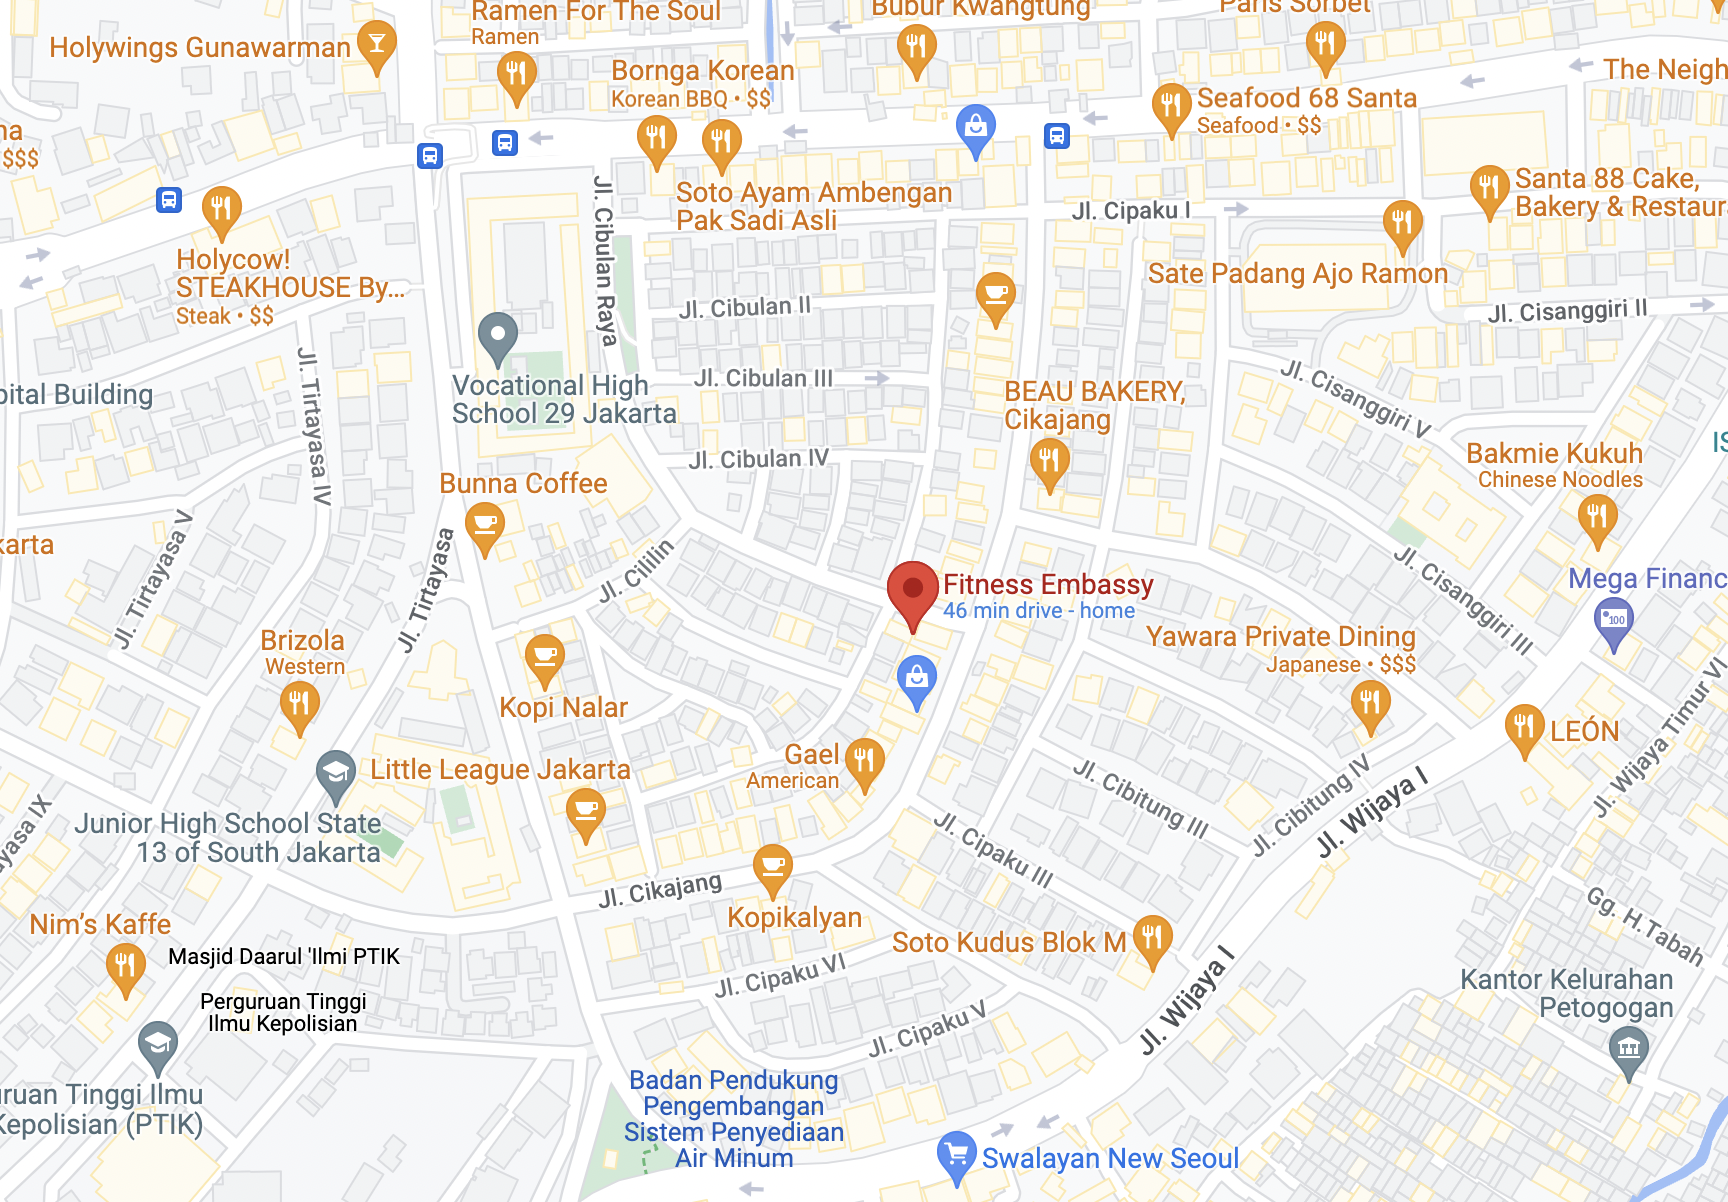 Ramen For The Soul
Ramen
Bubur Kwangtung
Paris Sorbet
Holywings Gunawarman
Bornga Korean
Korean BBQ • $$
The Neigh
Seafood 68 Santa
Seafood • $$
na
$$$
Soto Ayam Ambengan
Pak Sadi Asli
Jl. Cipaku I
Santa 88 Cake,
Bakery & Restaur
Jl. Cibulan Raya
Holycow!
STEAKHOUSE By...
Steak • $$
Sate Padang Ajo Ramon
Jl. Cibulan II
Jl. Cisanggiri II
Vocational High
School 29 Jakarta
Jl. Cibulan III
Jl. Cisanggiri V
pital Building
Jl. Tirtayasa IV
BEAU BAKERY,
Cikajang
IS
Jl. Cibulan IV
Bakmie Kukuh
Chinese Noodles
Bunna Coffee
Jl. Tirtayasa V
karta
Jl. Tirtayasa
Jl. Cililin
Fitness Embassy
46 min drive - home
Jl. Cisanggiri III
Mega Financ
100
Brizola
Western
Yawara Private Dining
Japanese • $$$
Kopi Nalar
LEÓN
Jl. Wijaya Timur VI
Gael
American
Little League Jakarta
Jl. Cibitung III
Jl. Cibitung IV
Jl. Wijaya I
Junior High School State
13 of South Jakarta
yasa IX
Jl. Cipaku III
Jl. Cikajang
Kopikalyan
Nim's Kaffe
Masjid Daarul 'Ilmi PTIK
Soto Kudus Blok M
Gg. H.Tabah
Perguruan Tinggi
Ilmu Kepolisian
Jl. Cipaku VI
Jl. Wijaya I
Kantor Kelurahan
Petogogan
Jl. Cipaku V
uruan Tinggi Ilmu
Kepolisian (PTIK)
Badan Pendukung
Pengembangan
Sistem Penyediaan
Air Minum
Swalayan New Seoul